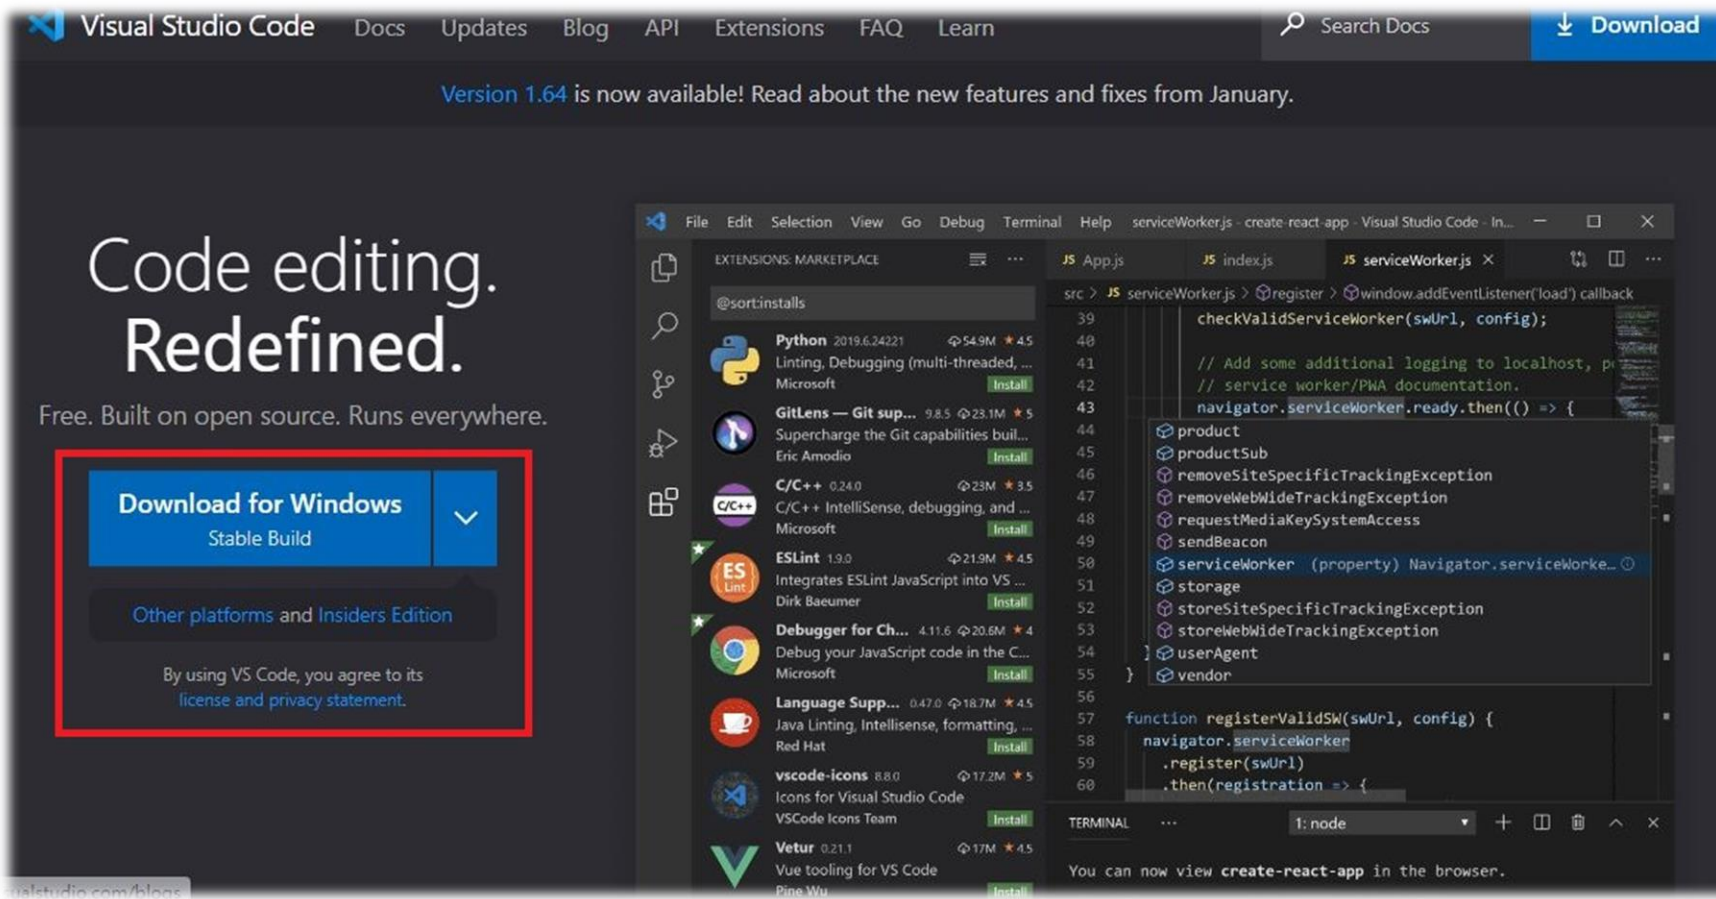 Visual Studio Code Docs Updates Blog API Extensions FAQ Learn Search Docs Download
Version 1.64 is now available! Read about the new features and fixes from January.
Code editing.
Redefined.
Free. Built on open source. Runs everywhere.
Download for Windows
Stable Build
Other platforms and Insiders Edition
By using VS Code, you agree to its
license and privacy statement.
File Edit Selection View Go Debug Terminal Help serviceWorker.js - create-react-app - Visual Studio Code - In...
EXTENSIONS: MARKETPLACE
@sort:installs
Python 2019.6.24221 54.9M ★ 4.5
Linting, Debugging (multi-threaded, ...
Microsoft Install
GitLens — Git sup... 9.8.5 23.1M ★ 5
Supercharge the Git capabilities buil...
Eric Amodio Install
C/C++ 0.24.0 23M ★ 3.5
C/C++
C/C++ IntelliSense, debugging, and ...
Microsoft Install
ESLint 1.9.0 21.9M ★ 4.5
ES
Lint
Integrates ESLint JavaScript into VS ...
Dirk Baeumer Install
Debugger for Ch... 4.11.6 20.6M ★ 4
Debug your JavaScript code in the C...
Microsoft Install
Language Supp... 0.47.0 18.7M ★ 4.5
Java Linting, Intellisense, formatting, ...
Red Hat Install
vscode-icons 8.8.0 17.2M ★ 5
Icons for Visual Studio Code
VSCode Icons Team Install
Vetur 0.21.1 17M ★ 4.5
Vue tooling for VS Code
Pine Wu Install
JS App.js JS index.js JS serviceWorker.js
src > JS serviceWorker.js > register > window.addEventListener('load') callback
39 checkValidServiceWorker(swUrl, config);
40
41 // Add some additional logging to localhost, p
42 // service worker/PWA documentation.
43 navigator.serviceWorker.ready.then(() => {
44 product
45 productSub
46 removeSiteSpecificTrackingException
47 removeWebWideTrackingException
48 requestMediaKeySystemAccess
49 sendBeacon
50 serviceWorker (property) Navigator.serviceWorke...
51 storage
52 storeSiteSpecificTrackingException
53 storeWebWideTrackingException
54 } userAgent
55 } vendor
56
57 function registerValidSW(swUrl, config) {
58 navigator.serviceWorker
59 .register(swUrl)
60 .then(registration => {
TERMINAL ... 1: node
You can now view create-react-app in the browser.
ualstudio.com/blogs